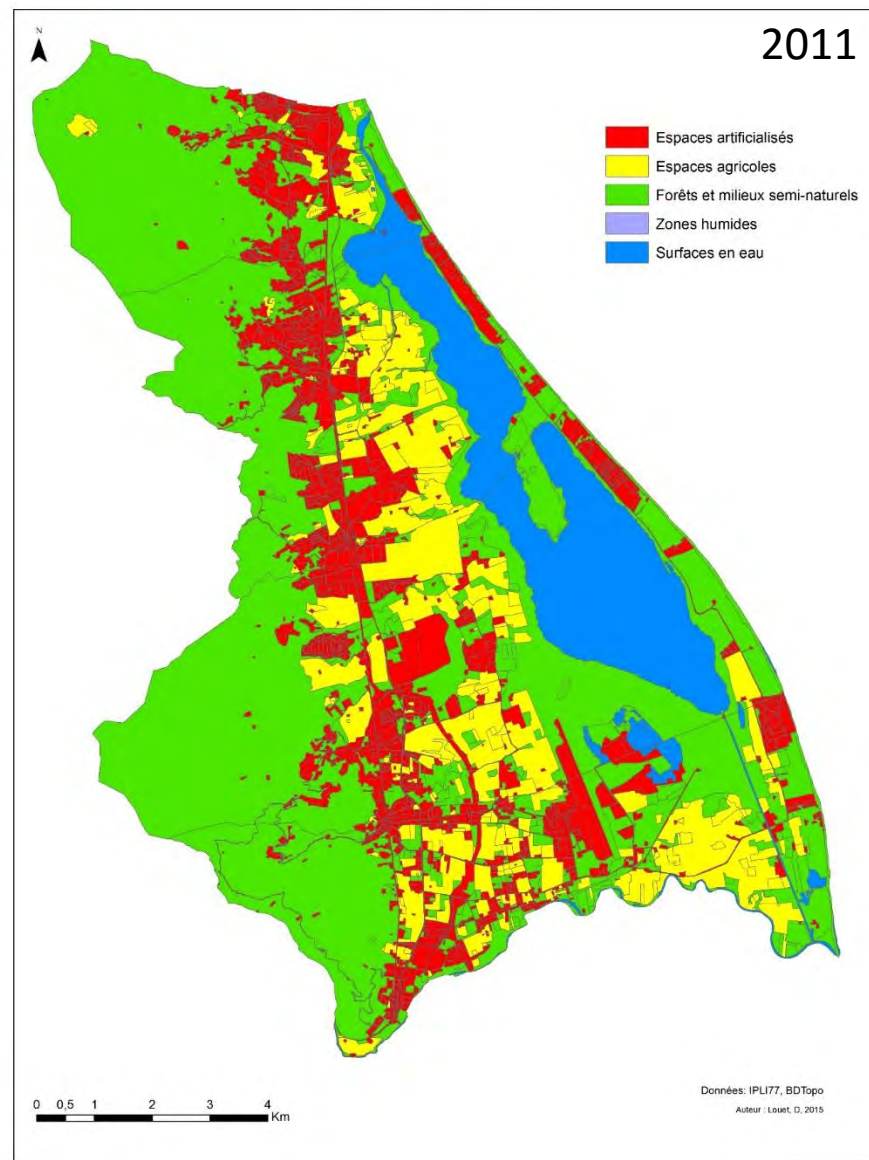 2011
N
Espaces artificialisés
Espaces agricoles
Forêts et milieux semi-naturels
Zones humides
Surfaces en eau
0 0,5 1 2 3 4
Km
Données: IPLI77, BDTopo
Auteur : Louet, D, 2015